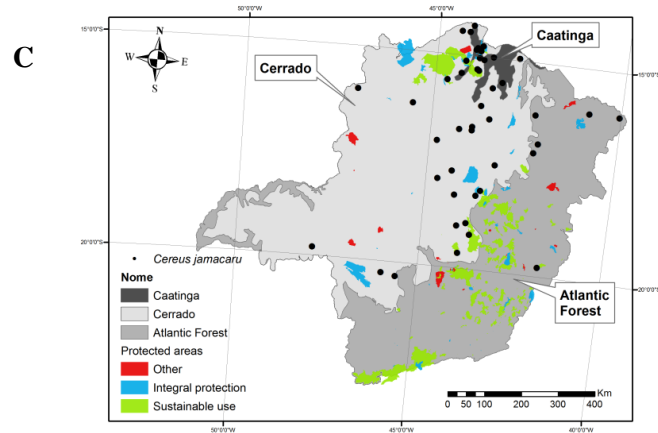 C
50°0'0"W
45°0'0"W
15°0'0"S
N
W
E
S
Cerrado
Caatinga
15°0'0"S
20°0'0"S
Cereus jamacaru
Nome
Caatinga
Cerrado
Atlantic Forest
Protected areas
Other
Integral protection
Sustainable use
Atlantic
Forest
20°0'0"S
Km
0 50 100 200 300 400
50°0'0"W
45°0'0"W
40°0'0"W